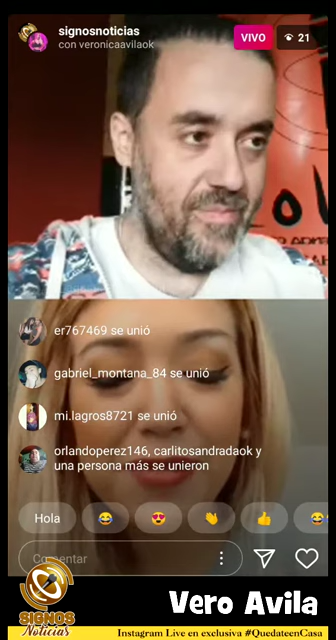 signosnoticias
con veronicaavilaok
VIVO
21
er767469 se unió
gabriel_montana_84 se unió
mi.lagros8721 se unió
orlandoperez146, carlitosandradaok y
una persona más se unieron
Hola
Comentar
SIGNOS
Noticias
Vero Avila
Instagram Live en exclusiva #QuedateenCasa